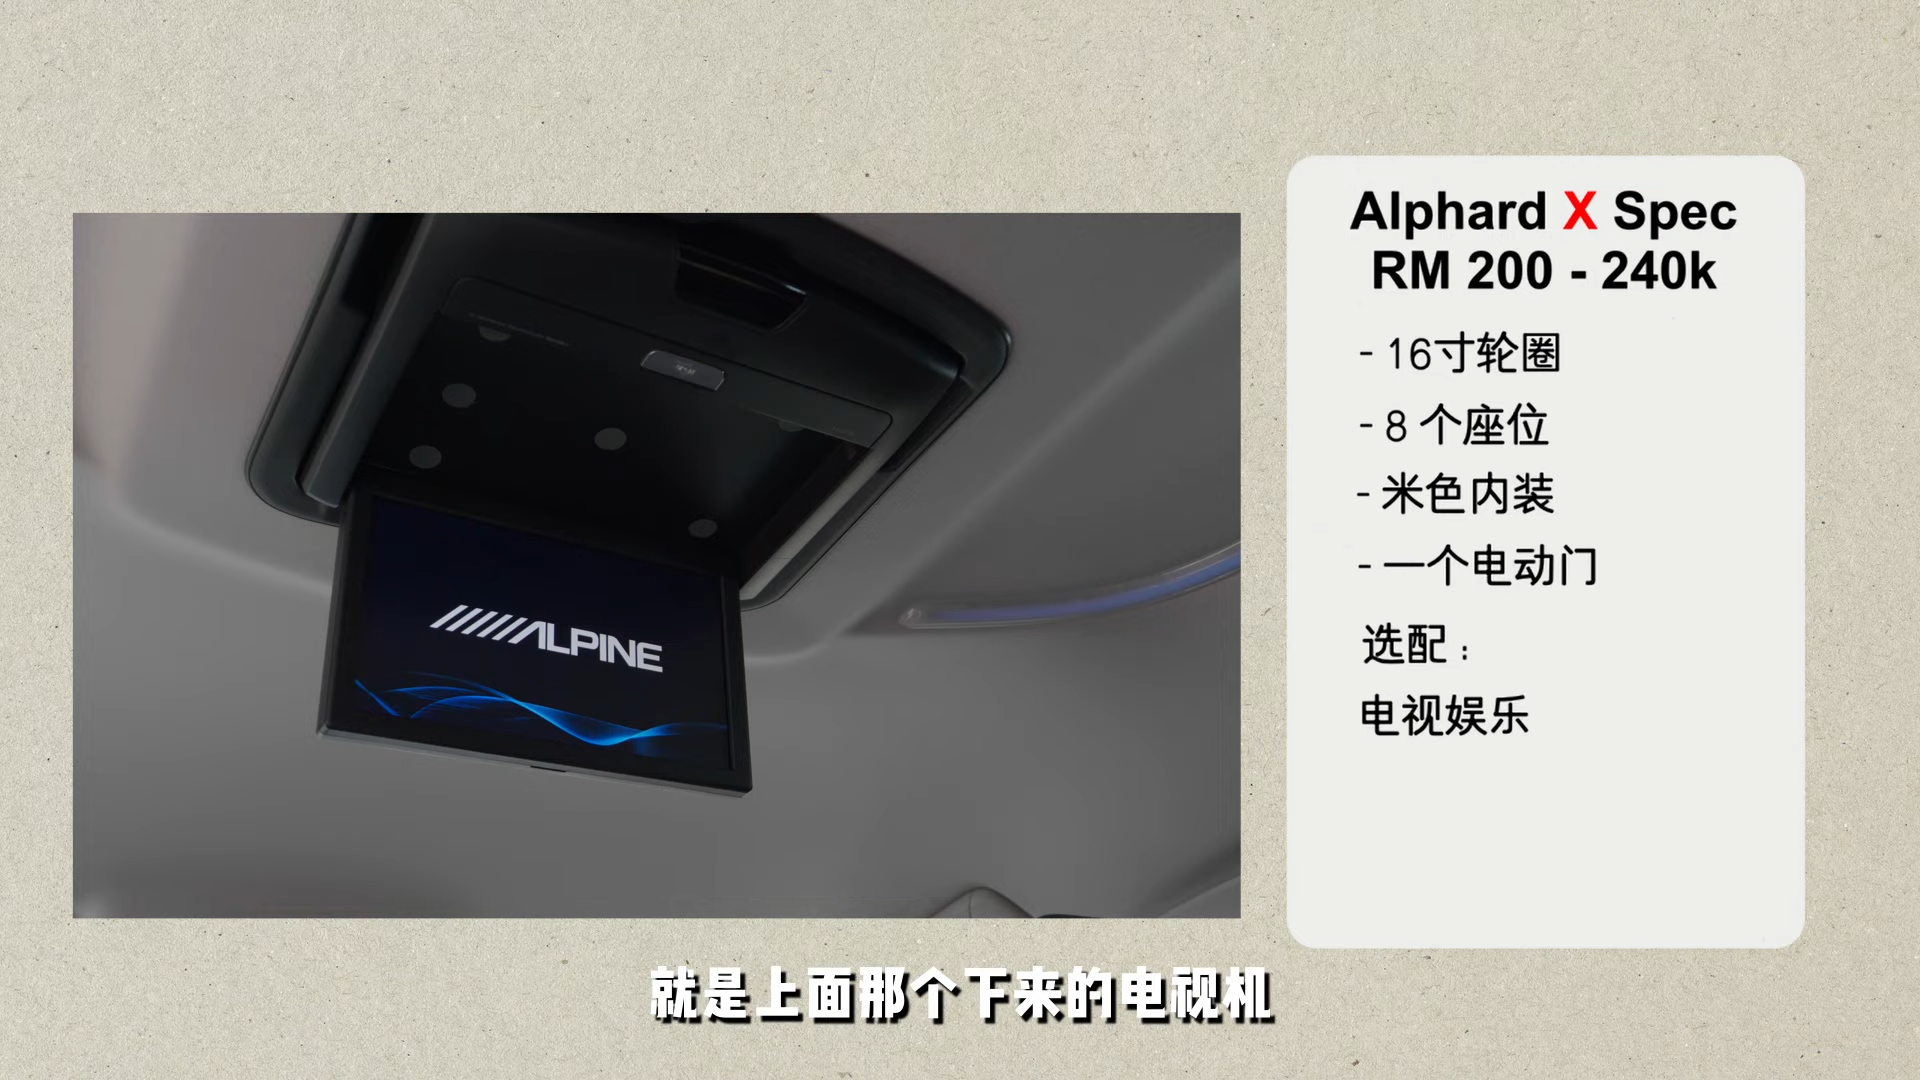 Alphard X Spec
RM 200 - 240k
- 16寸轮圈
- 8 个座位
- 米色内装
- 一个电动门
选配：
电视娱乐
ALPINE
就是上面那个下来的电视机